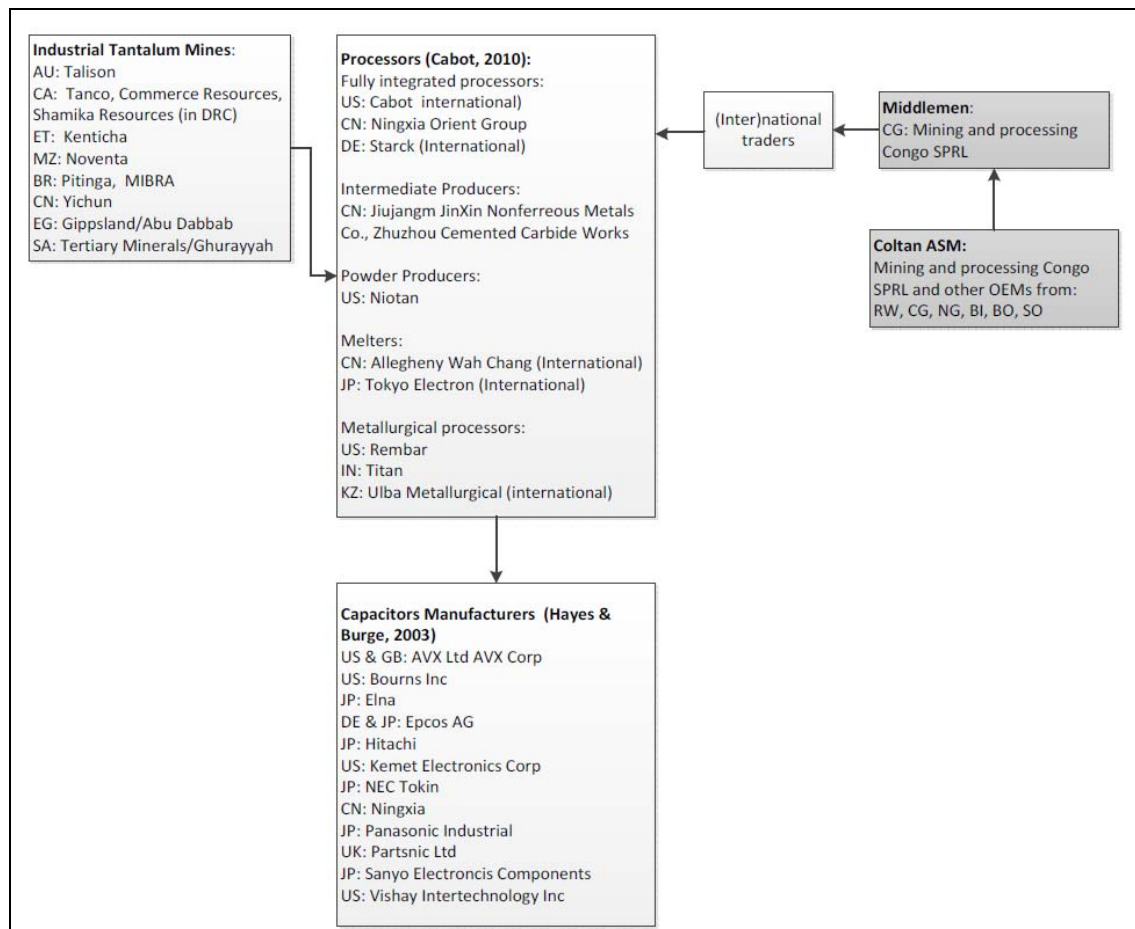 Industrial Tantalum Mines:
AU: Talison
CA:  Tanco, Commerce Resources,
Shamika Resources (in DRC)
ET:  Kenticha
MZ: Noventa
BR: Pitinga,  MIBRA
CN: Yichun
EG: Gippsland/Abu Dabbab
SA: Tertiary Minerals/Ghurayyah
Processors (Cabot, 2010):
Fully integrated processors:
US: Cabot  international)
CN: Ningxia Orient Group
DE: Starck (International)
Intermediate Producers:
CN: Jiujangm JinXin Nonferreous Metals
Co., Zhuzhou Cemented Carbide Works
Powder Producers:
US: Niotan
Melters:
CN: Allegheny Wah Chang (International)
JP: Tokyo Electron (International)
Metallurgical processors:
US: Rembar
IN: Titan
KZ: Ulba Metallurgical (international)
(Inter)national
traders
Middlemen:
CG: Mining and processing
Congo SPRL
Coltan ASM:
Mining and processing Congo
SPRL and other OEMs from:
RW, CG, NG, BI, BO, SO
Capacitors Manufacturers  (Hayes &
Burge, 2003)
US & GB: AVX Ltd AVX Corp
US: Bourns Inc
JP: Elna
DE & JP: Epcos AG
JP: Hitachi
US: Kemet Electronics Corp
JP: NEC Tokin
CN: Ningxia
JP: Panasonic Industrial
UK: Partsnic Ltd
JP: Sanyo Electroncis Components
US: Vishay Intertechnology Inc